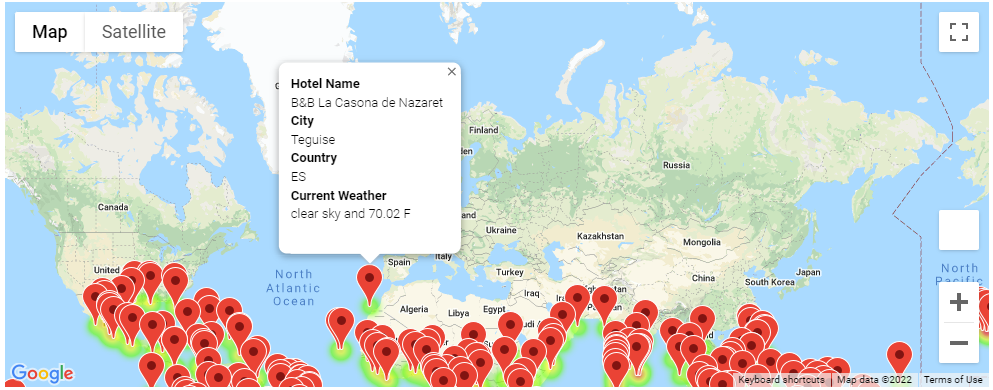 Map
Satellite
×
Hotel Name
B&B La Casona de Nazaret
City
Teguise
Country
ES
Current Weather
clear sky and 70.02 F
Finland
Russia
Canada
Ukraine
Kazakhstan
Mongolia
Italy
Spain
United
North
Atlantic
Ocean
Turkey
China
Japan
South Korea
North
Pacific
Iraq
Algeria
Libya
Egypt
Google
Keyboard shortcuts
Map data ©2022
Terms of Use
+
−